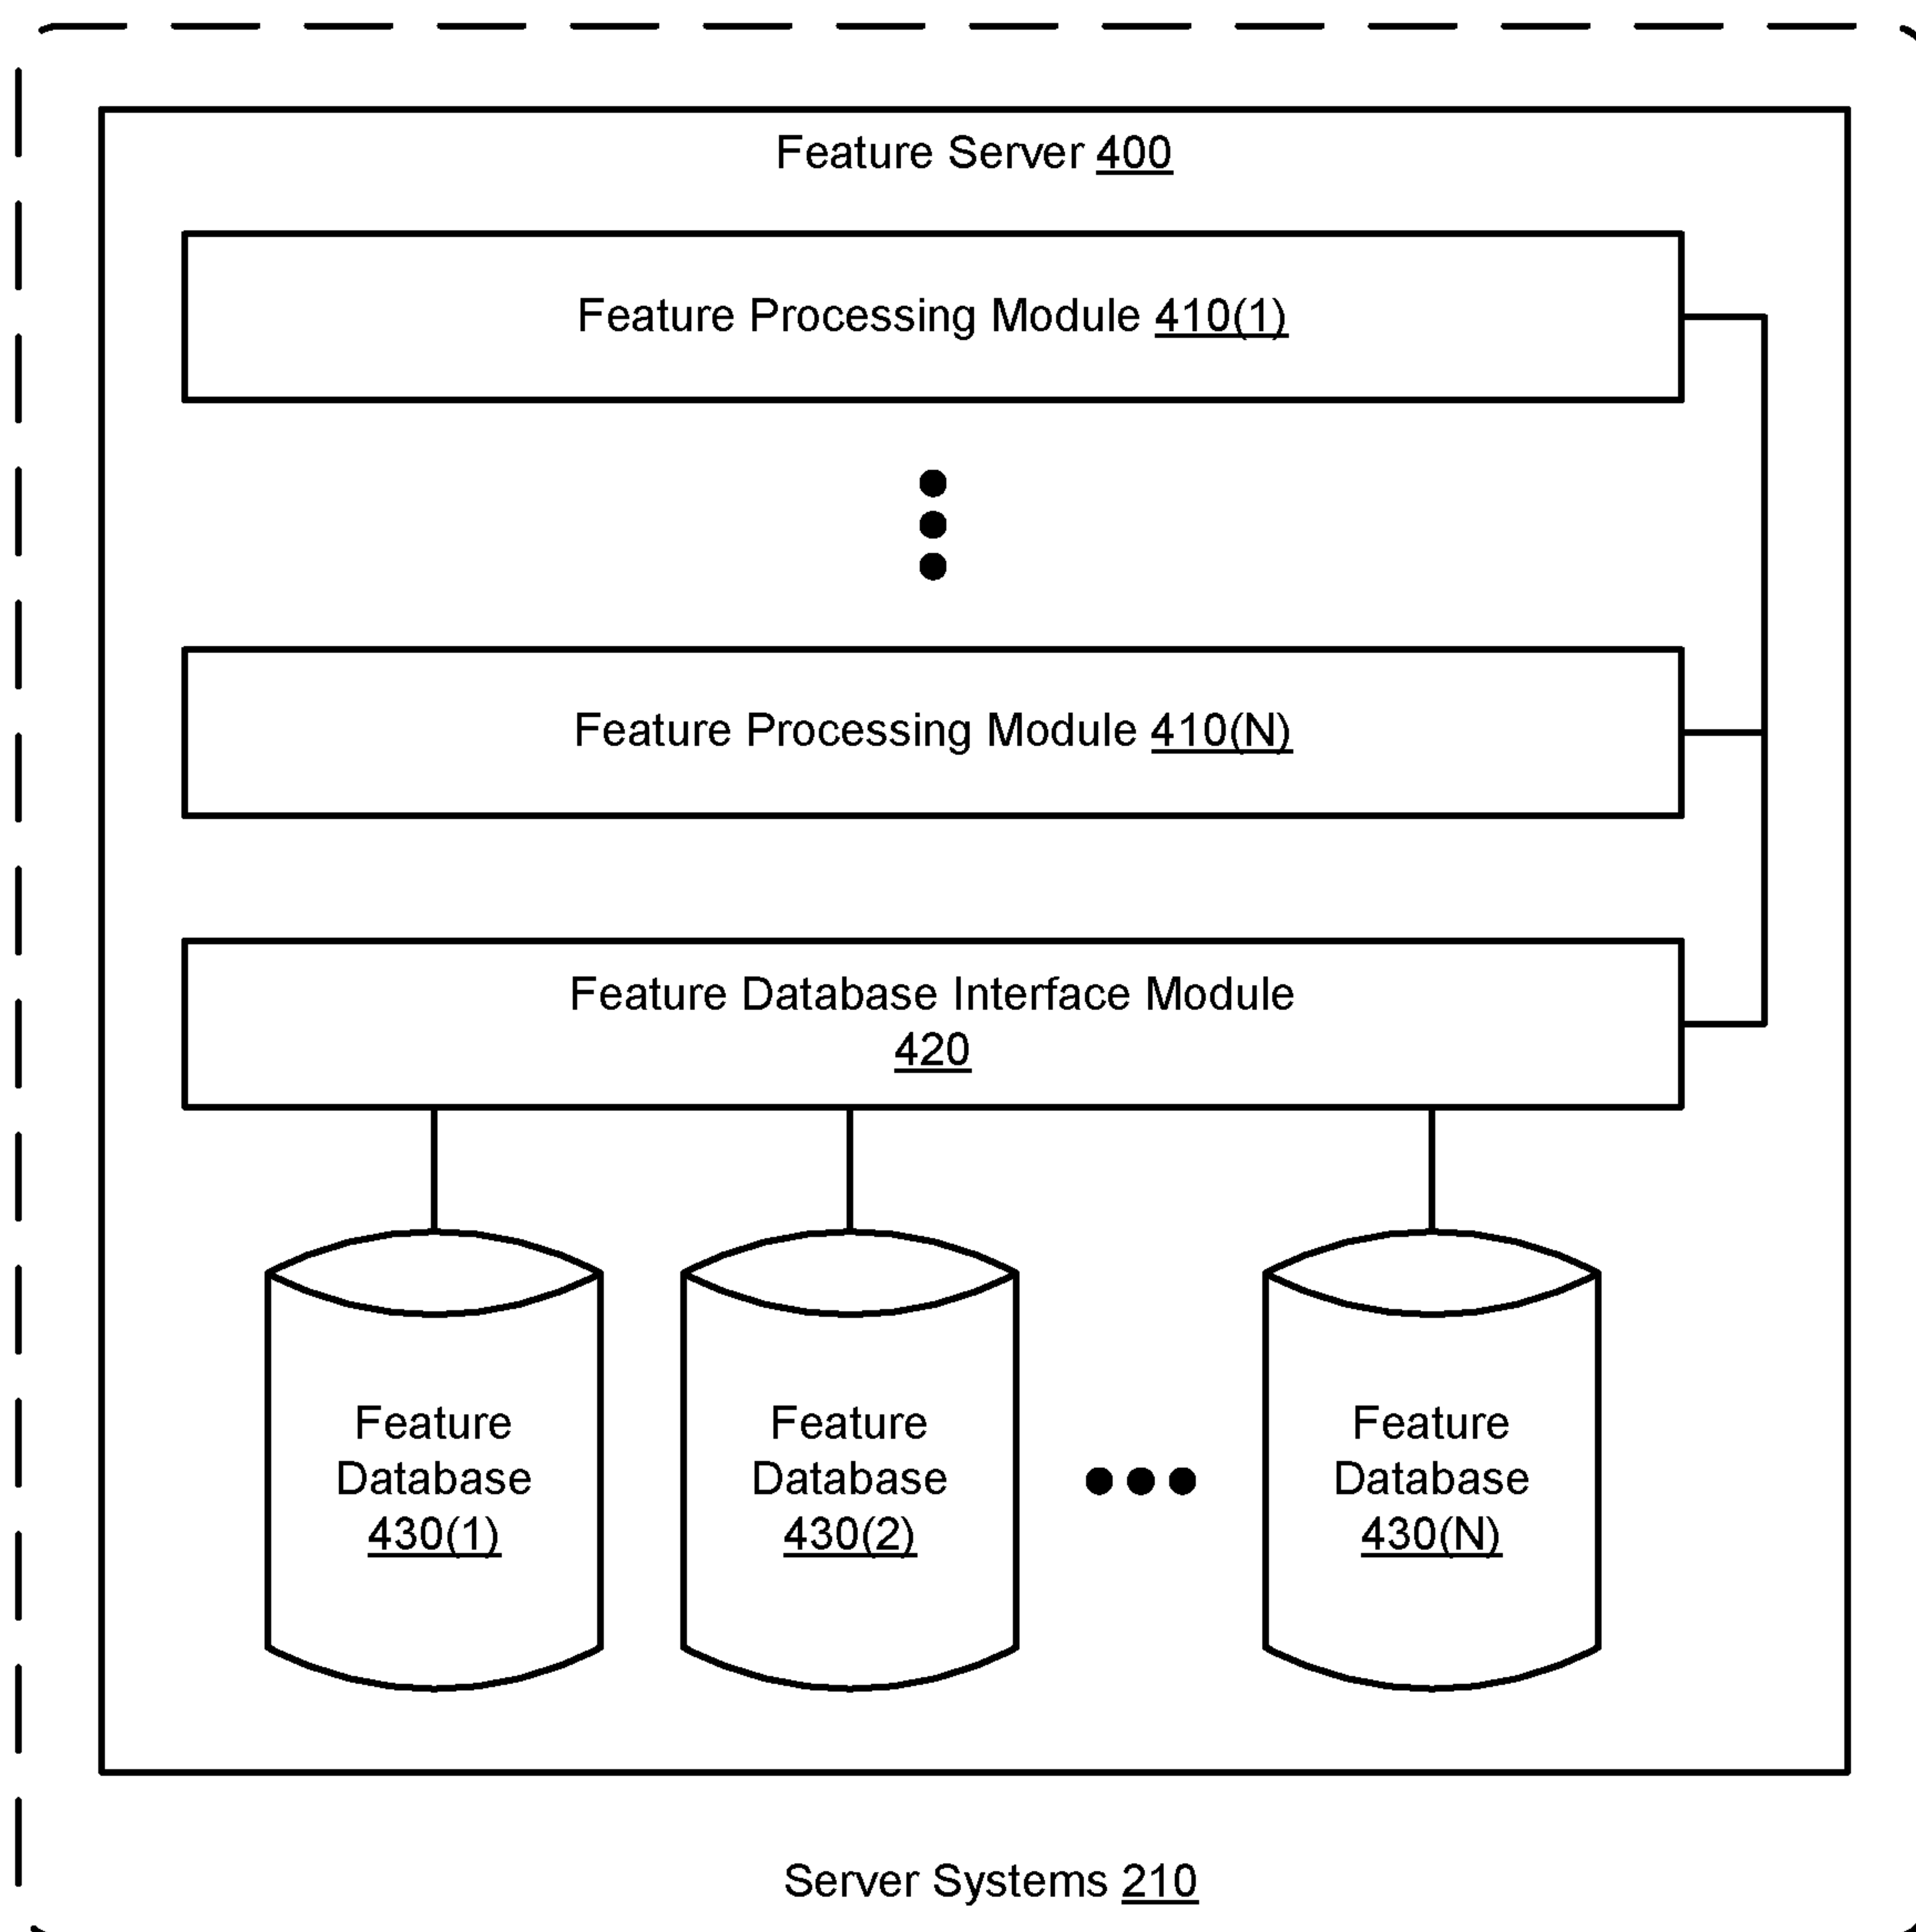 Feature Server 400
Feature Processing Module 410(1)
Feature Processing Module 410(N)
Feature Database Interface Module
420
Feature
Database
430(1)
Feature
Database
430(2)
Feature
Database
430(N)
Server Systems 210